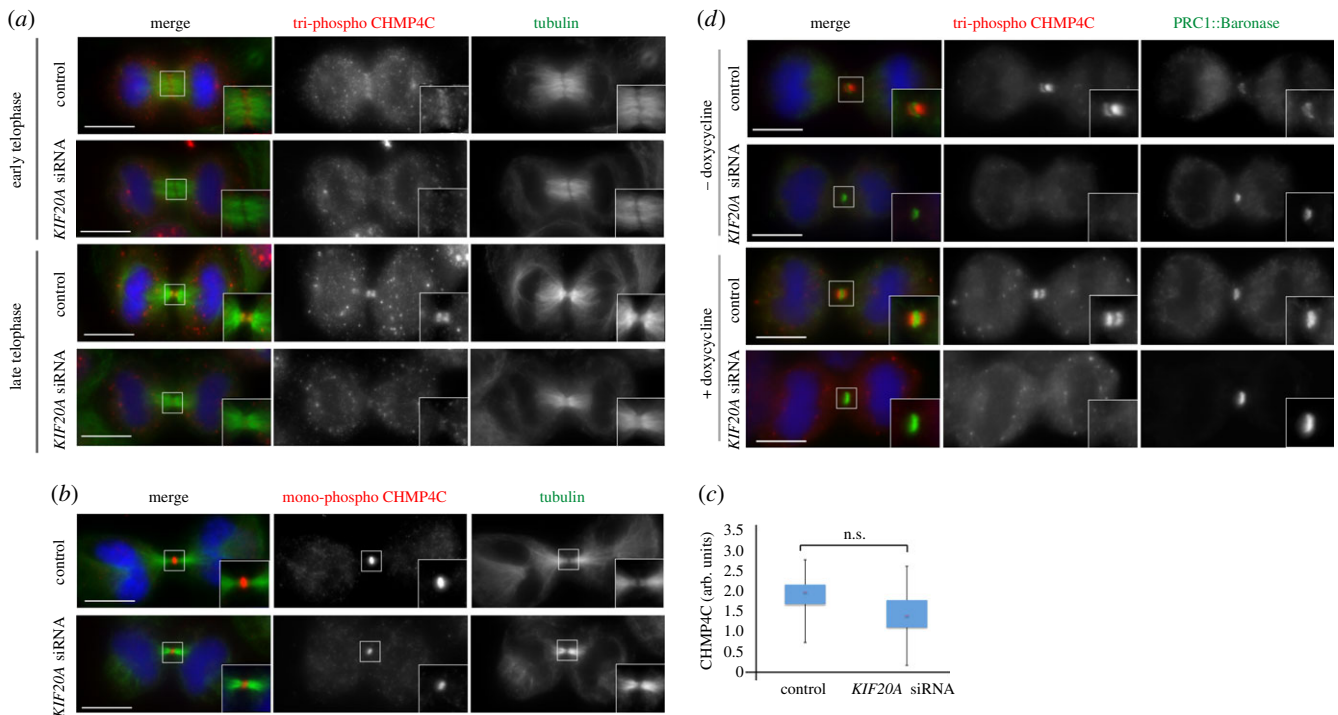 (a)
merge
tri-phospho CHMP4C
tubulin
early telophase
control
KIF20A siRNA
late telophase
control
KIF20A siRNA
(b)
merge
mono-phospho CHMP4C
tubulin
control
KIF20A siRNA
(d)
merge
tri-phospho CHMP4C
PRC1::Baronase
– doxycycline
control
KIF20A siRNA
+ doxycycline
control
KIF20A siRNA
(c)
CHMP4C (arb. units)
3.5
3.0
2.5
2.0
1.5
1.0
0.5
0
n.s.
control
KIF20A siRNA